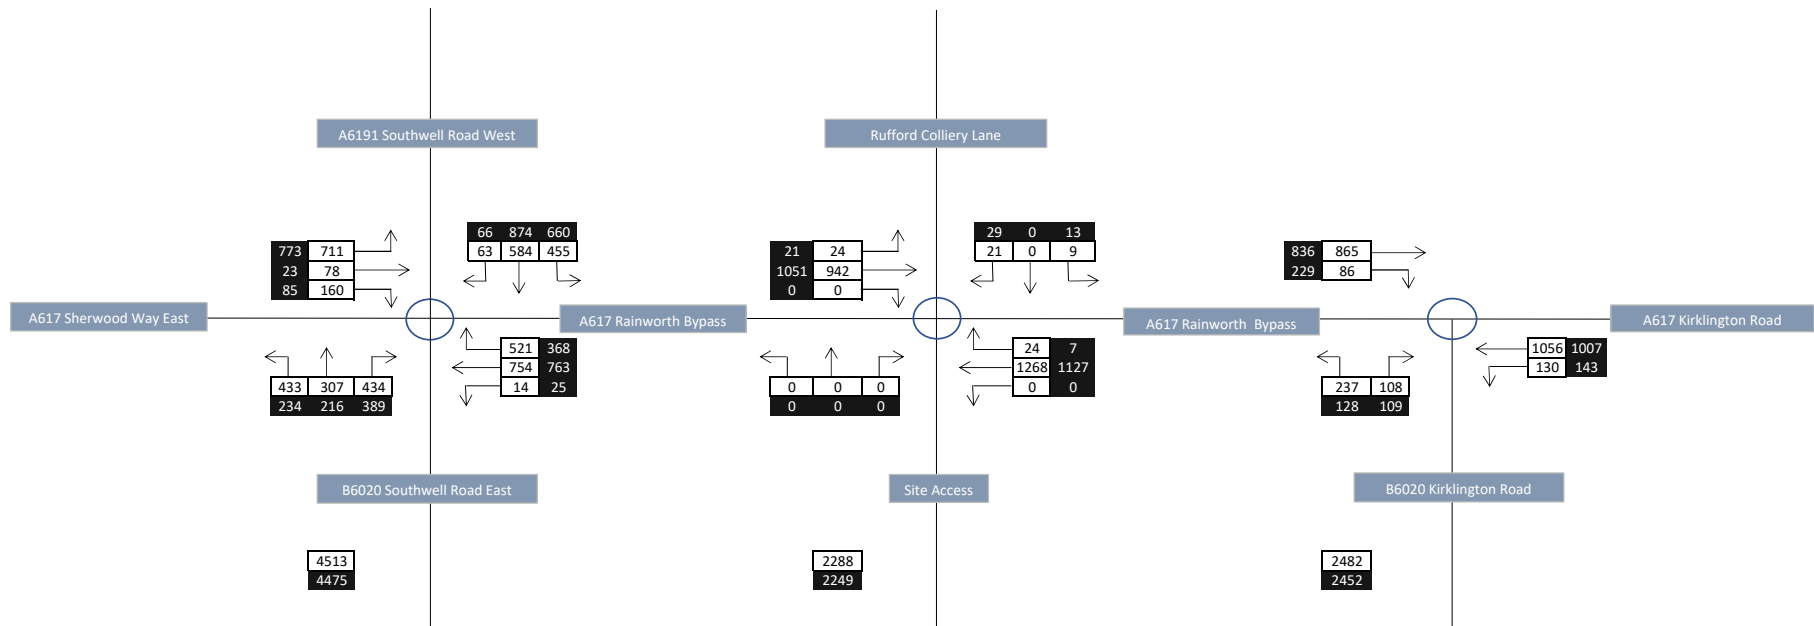 A6191 Southwell Road West
Rufford Colliery Lane
66 874 660
63 584 455
29 0 13
21 0 9
773 711
23 78
85 160
21 24
1051 942
0 0
836 865
229 86
A617 Sherwood Way East
A617 Rainworth Bypass
A617 Rainworth Bypass
A617 Kirklington Road
521 368
754 763
14 25
24 7
1268 1127
0 0
1056 1007
130 143
433 307 434
234 216 389
0 0 0
0 0 0
237 108
128 109
B6020 Southwell Road East
Site Access
B6020 Kirklington Road
4513
4475
2288
2249
2482
2452